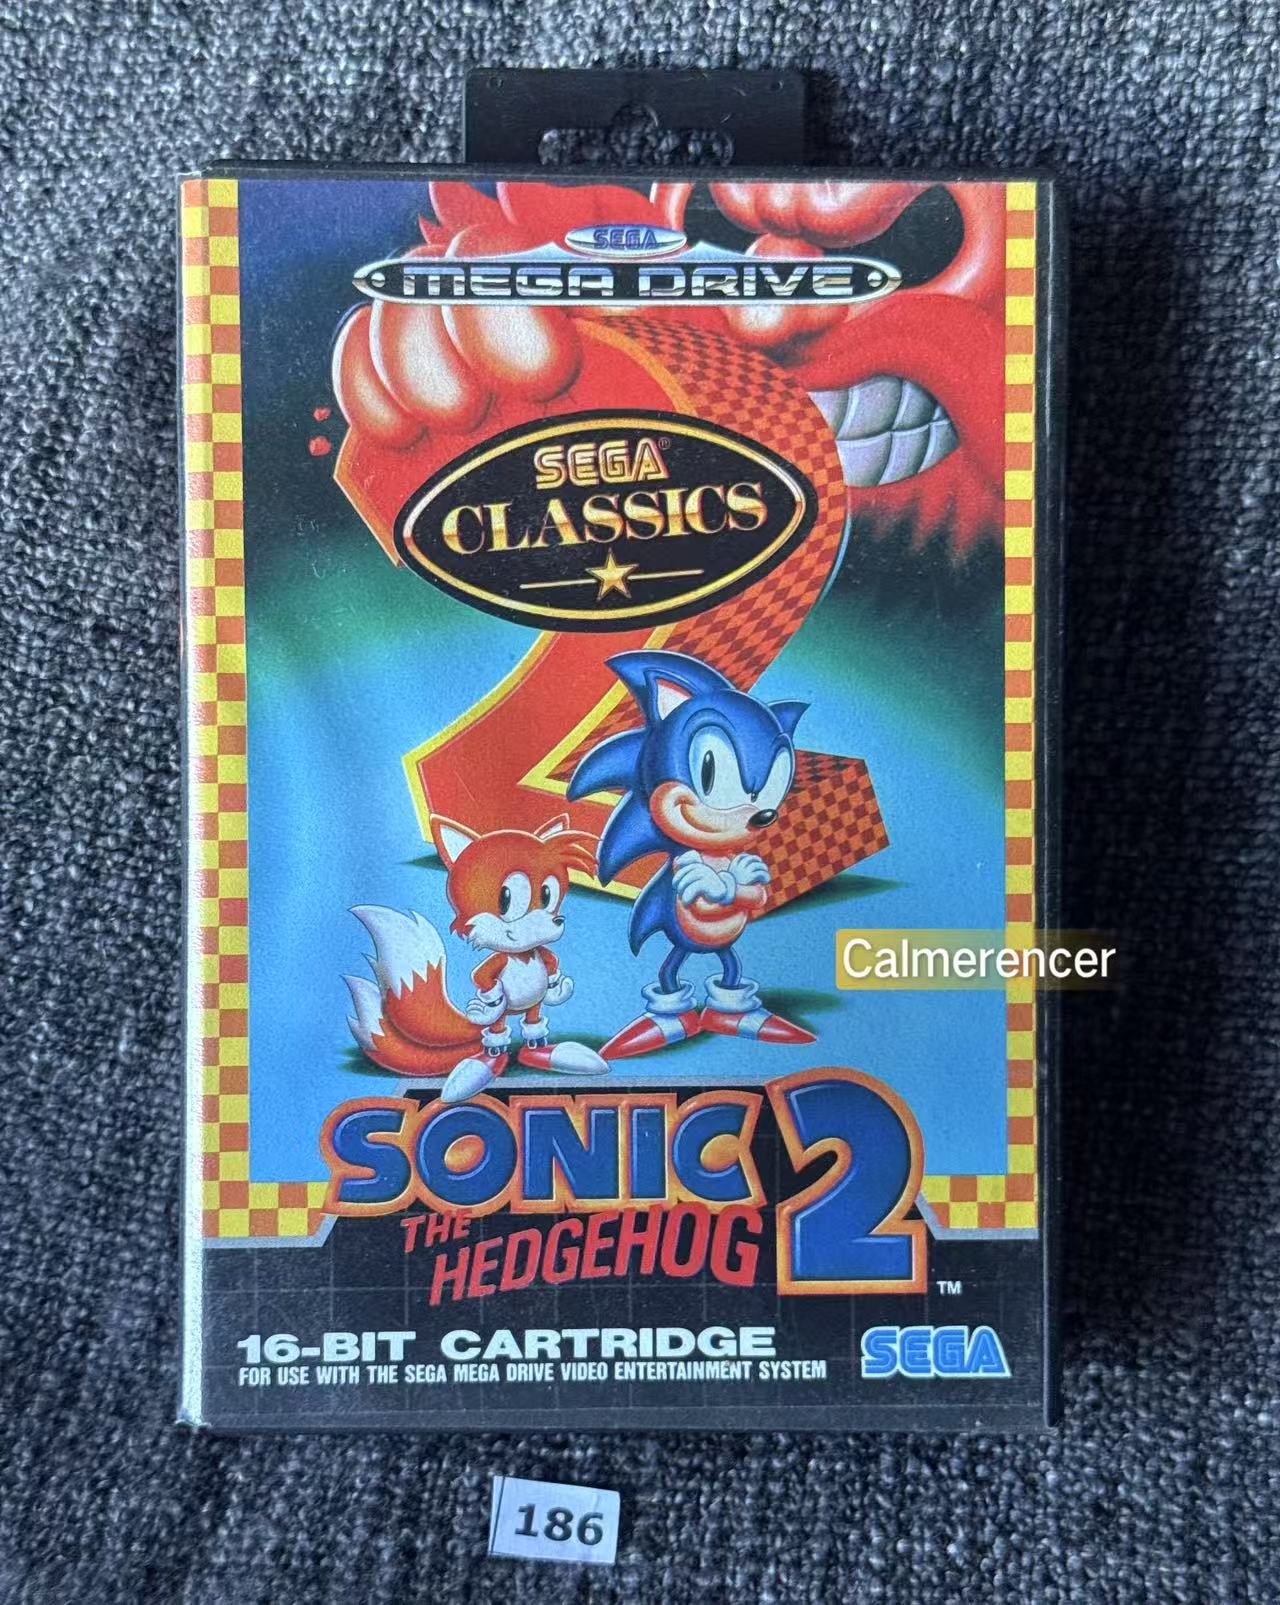 SEGA
MEGA DRIVE
SEGA®
CLASSICS
2
Calmerencer
SONIC 2
THE
HEDGEHOG
TM
16-BIT CARTRIDGE
FOR USE WITH THE SEGA MEGA DRIVE VIDEO ENTERTAINMENT SYSTEM
SEGA
186